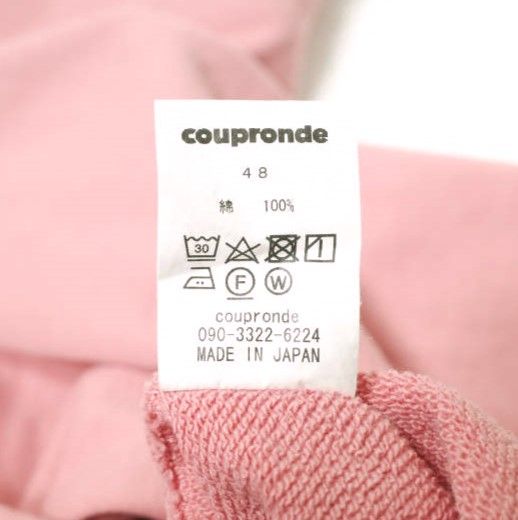 coupronde
48
綿 100%
30
F W
coupronde
090-3322-6224
MADE IN JAPAN